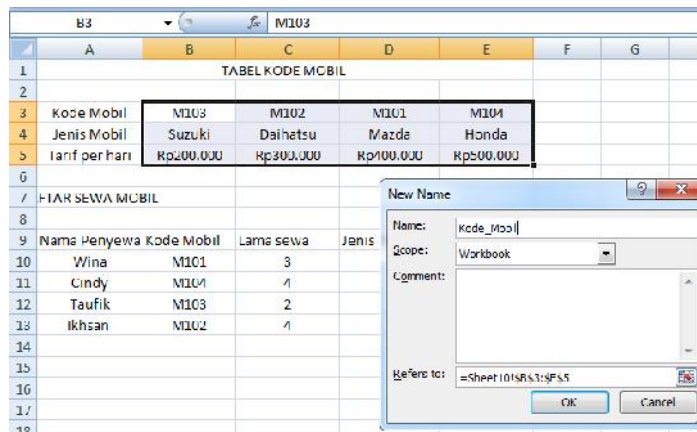 B3 fx M103
A B C D E F G
1 TABEL KODE MOBIL
2
3 Kode Mobil M103 M102 M101 M104
4 Jenis Mobil Suzuki Daihatsu Mazda Honda
5 Tarif per hari Rp200.000 Rp300.000 Rp400.000 Rp500.000
6
7 FTAR SEWA MOBIL
8
9 Nama Penyewa Kode Mobil Lama sewa Jenis
10 Wina M101 3
11 Cindy M104 4
12 Taufik M103 2
13 Ikhsan M102 4
14
15
16
17
18
New Name
Name: Kode_Mobil
Scope: Workbook
Comment:
Refers to: =Sheet10!$B$3:$E$5
OK Cancel